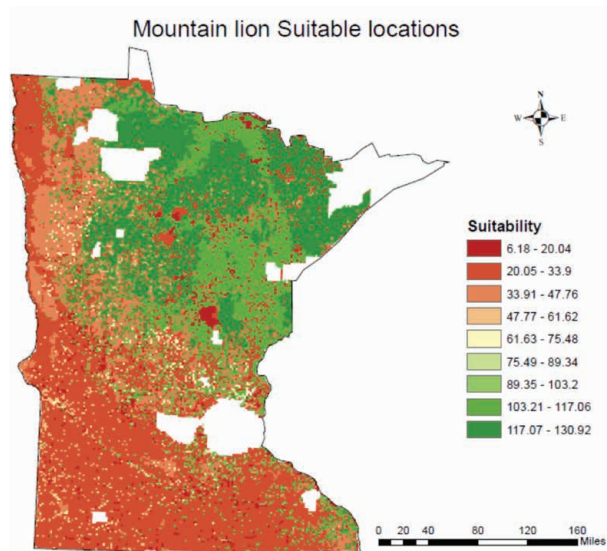 Mountain lion Suitable locations
N
W E
S
Suitability
6.18 - 20.04
20.05 - 33.9
33.91 - 47.76
47.77 - 61.62
61.63 - 75.48
75.49 - 89.34
89.35 - 103.2
103.21 - 117.06
117.07 - 130.92
0 20 40 80 120 160
Miles